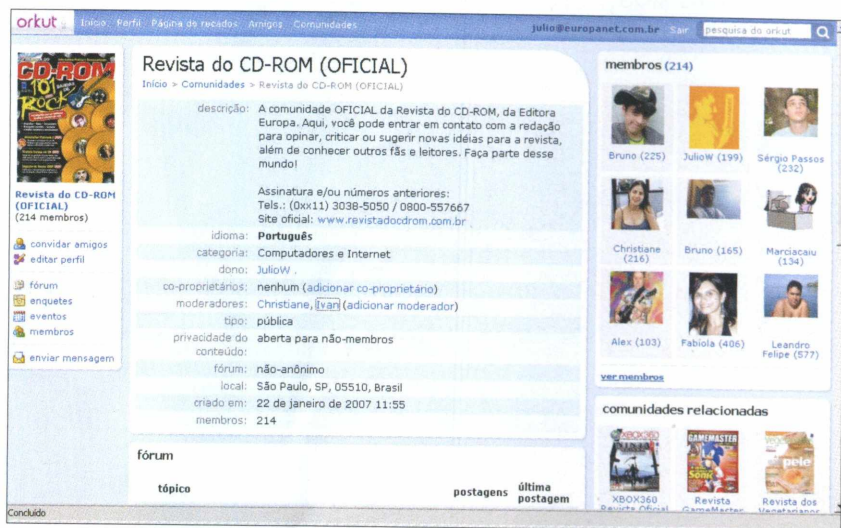 orkut Início Perfil Página de recados Amigos Comunidades julio@europanet.com.br Sair pesquisa do orkut
CD-ROM
101
ROCK
Revista do CD-ROM
(OFICIAL)
(214 membros)
convidar amigos
editar perfil
fórum
enquetes
eventos
membros
enviar mensagem
Revista do CD-ROM (OFICIAL)
Início > Comunidades > Revista do CD-ROM (OFICIAL)
descrição: A comunidade OFICIAL da Revista do CD-ROM, da Editora
Europa. Aqui, você pode entrar em contato com a redação
para opinar, criticar ou sugerir novas idéias para a revista,
além de conhecer outros fãs e leitores. Faça parte desse
mundo!
Assinatura e/ou números anteriores:
Tels.: (0xx11) 3038-5050 / 0800-557667
Site oficial: www.revistadocdrom.com.br .
idioma: Português
categoria: Computadores e Internet
dono: JulioW .
co-proprietários: nenhum (adicionar co-proprietário)
moderadores: Christiane, Ivan (adicionar moderador)
tipo: pública
privacidade do conteúdo: aberta para não-membros
fórum: não-anônimo
local: São Paulo, SP, 05510, Brasil
criado em: 22 de janeiro de 2007 11:55
membros: 214
fórum
tópico postagens última postagem
membros (214)
Bruno (225) JulioW (199) Sérgio Passos (232)
Christiane (216) Bruno (165) Marciacaiu (134)
Alex (103) Fabíola (406) Leandro Felipe (577)
ver membros
comunidades relacionadas
XBOX360 GAMEMASTER
Sonic pele
XBOX360 Revista Revista dos
Revista Oficial GameMaster Vegetarianos
Concluído